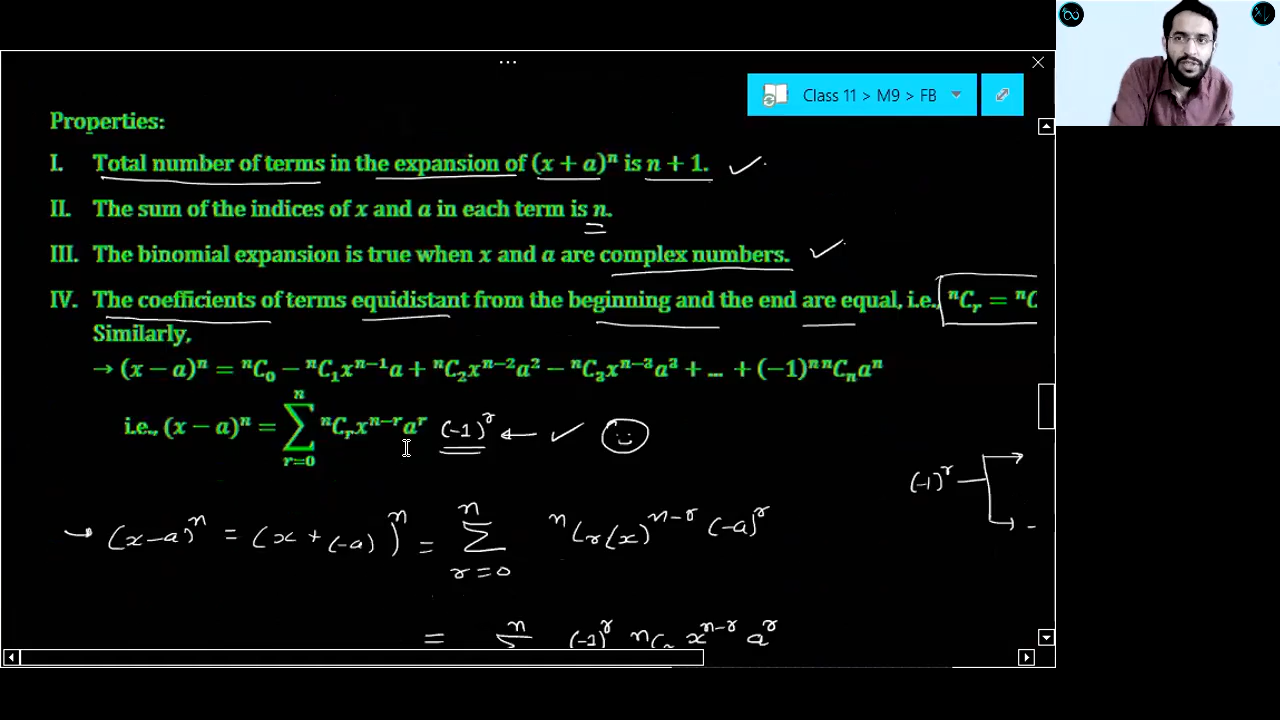 Class 11 > M9 > FB
Properties:
I. Total number of terms in the expansion of (x + a)ⁿ is n + 1. ✓
II. The sum of the indices of x and a in each term is n.
III. The binomial expansion is true when x and a are complex numbers. ✓
IV. The coefficients of terms equidistant from the beginning and the end are equal, i.e., ⁿCᵣ = ⁿC
Similarly,
→ (x − a)ⁿ = ⁿC₀ − ⁿC₁xⁿ⁻¹a + ⁿC₂xⁿ⁻²a² − ⁿC₃xⁿ⁻³a³ + ... + (−1)ⁿ ⁿCₙaⁿ
i.e., (x − a)ⁿ = ∑ᵣ₌₀ⁿ ⁿCᵣxⁿ⁻ʳaʳ (-1)ʳ ← ✓
(-1)ʳ
→ (x-a)ⁿ = (x + (-a))ⁿ = ∑ᵣ₌₀ⁿ ⁿCᵣ(x)ⁿ⁻ʳ (-a)ʳ
= ∑ⁿ (-1)ʳ ⁿCᵣ xⁿ⁻ʳ aʳ